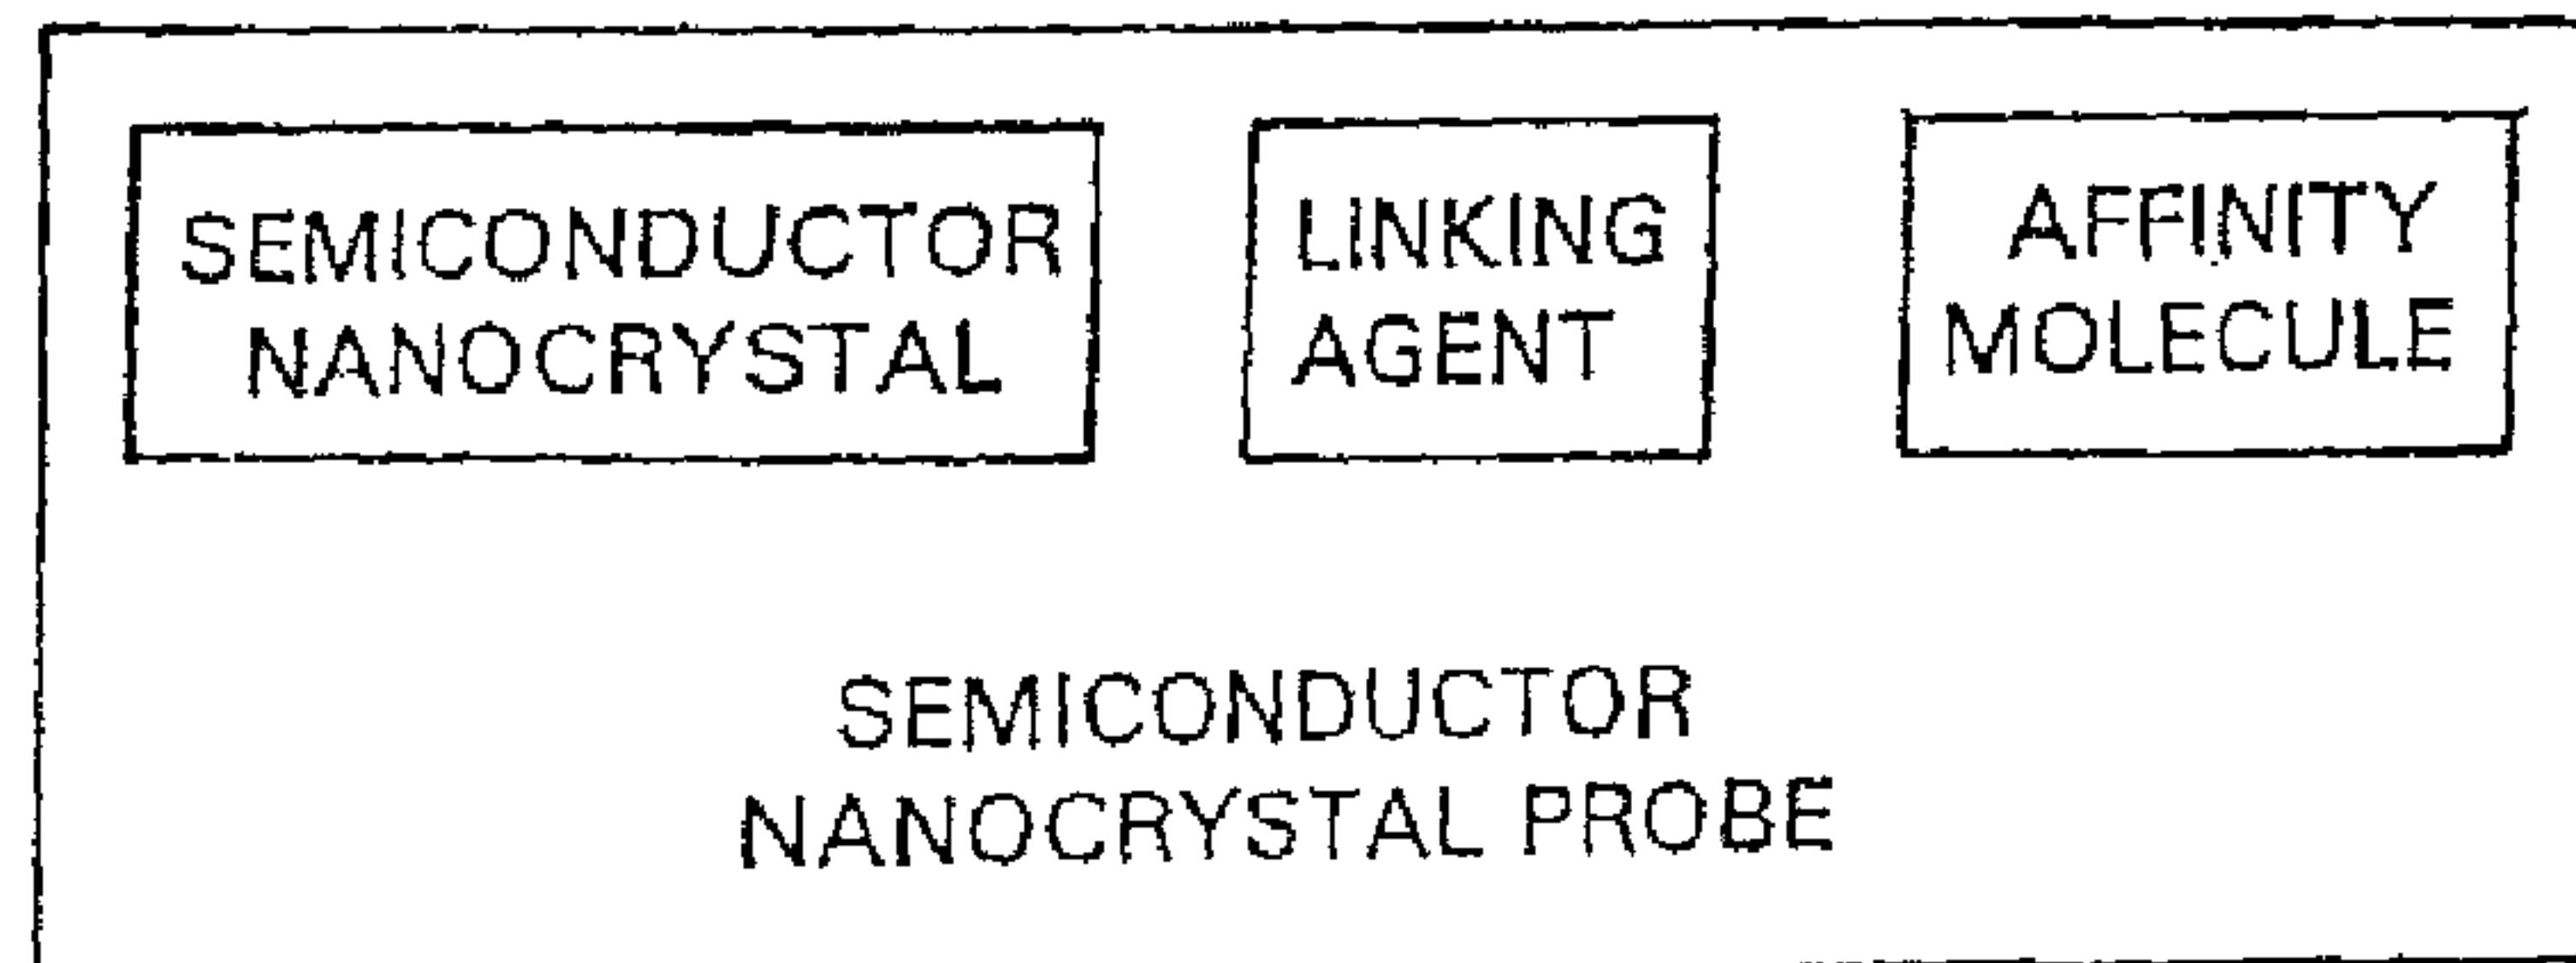 SEMICONDUCTOR
NANOCRYSTAL
LINKING
AGENT
AFFINITY
MOLECULE
SEMICONDUCTOR
NANOCRYSTAL PROBE